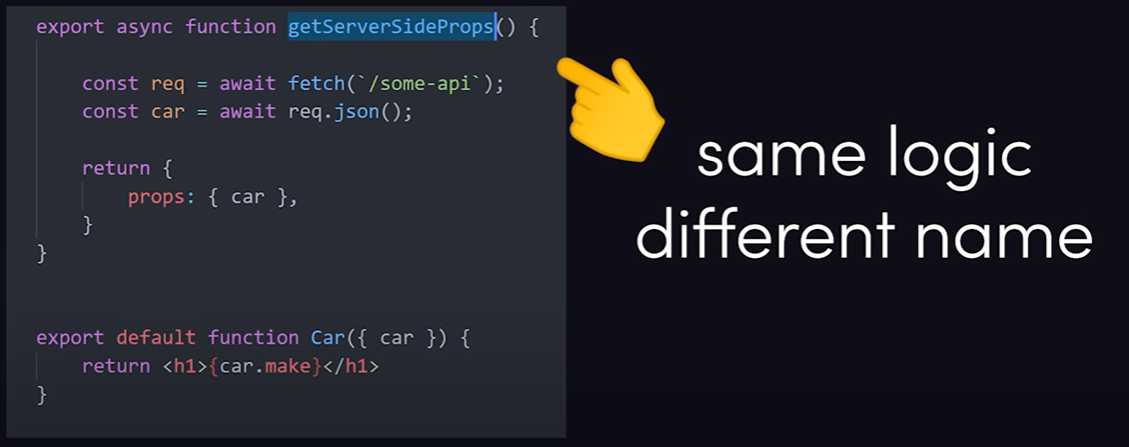 export async function getServerSideProps() {
const req = await fetch(`/some-api`);
const car = await req.json();
return {
props: { car },
}
}
export default function Car({ car }) {
return <h1>{car.make}</h1>
}
same logic
different name